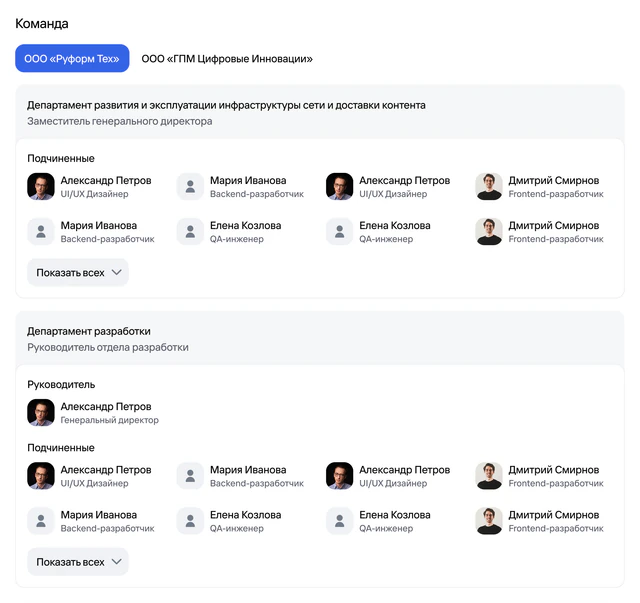 Команда
ООО «Руформ Тех» ООО «ГПМ Цифровые Инновации»
Департамент развития и эксплуатации инфраструктуры сети и доставки контента
Заместитель генерального директора
Подчиненные
Александр Петров Мария Иванова Александр Петров Дмитрий Смирнов
UI/UX Дизайнер Backend-разработчик UI/UX Дизайнер Frontend-разработчик
Мария Иванова Елена Козлова Елена Козлова Дмитрий Смирнов
Backend-разработчик QA-инженер QA-инженер Frontend-разработчик
Показать всех
Департамент разработки
Руководитель отдела разработки
Руководитель
Александр Петров
Генеральный директор
Подчиненные
Александр Петров Мария Иванова Александр Петров Дмитрий Смирнов
UI/UX Дизайнер Backend-разработчик UI/UX Дизайнер Frontend-разработчик
Мария Иванова Елена Козлова Елена Козлова Дмитрий Смирнов
Backend-разработчик QA-инженер QA-инженер Frontend-разработчик
Показать всех